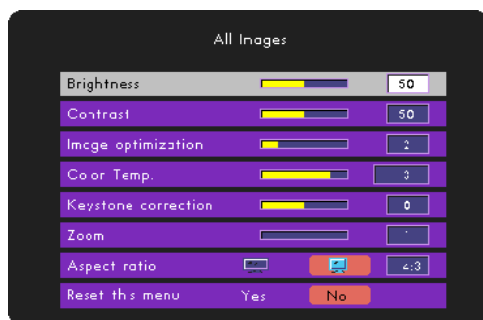 All Images
Brightness 50
Contrast 50
Image optimization 2
Color Temp. 3
Keystone correction 0
Zoom
Aspect ratio 4:3
Reset this menu Yes No